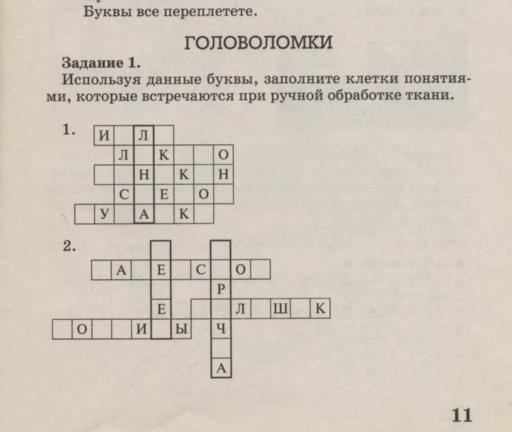 Буквы все переплетете.
ГОЛОВОЛОМКИ
Задание 1.
Используя данные буквы, заполните клетки понятия-
ми, которые встречаются при ручной обработке ткани.
1.
И Л
Л К О
Н К Н
С Е О
У А К
2.
А Е С О
Р
Е Л Ш К
О И Ы Ч
А
11